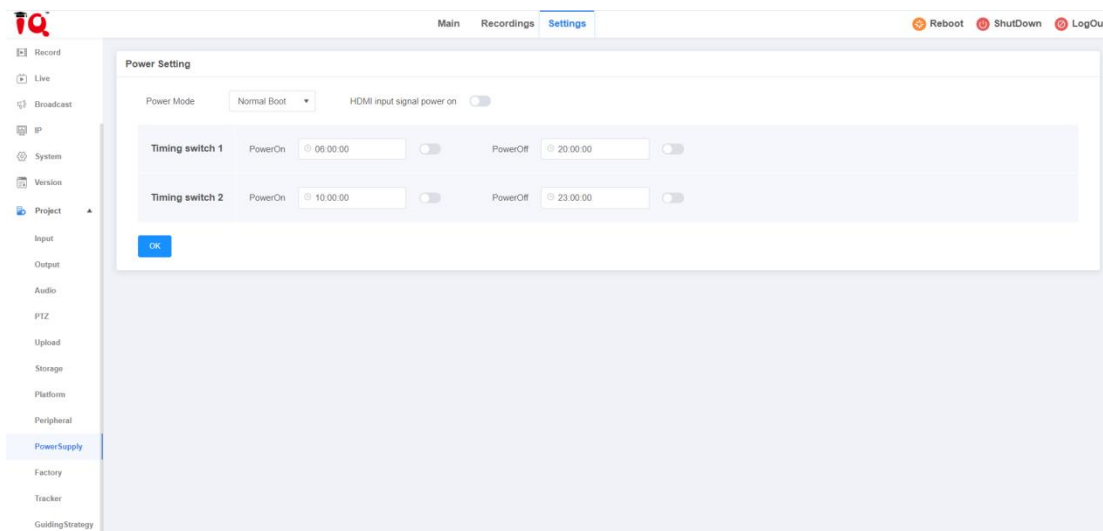 IQ
Main Recordings Settings
Reboot ShutDown LogOu
Record
Live
Broadcast
IP
System
Version
Project
Input
Output
Audio
PTZ
Upload
Storage
Platform
Peripheral
PowerSupply
Factory
Tracker
GuidingStrategy
Power Setting
Power Mode Normal Boot HDMI input signal power on
Timing switch 1 PowerOn 06:00:00 PowerOff 20:00:00
Timing switch 2 PowerOn 10:00:00 PowerOff 23:00:00
OK